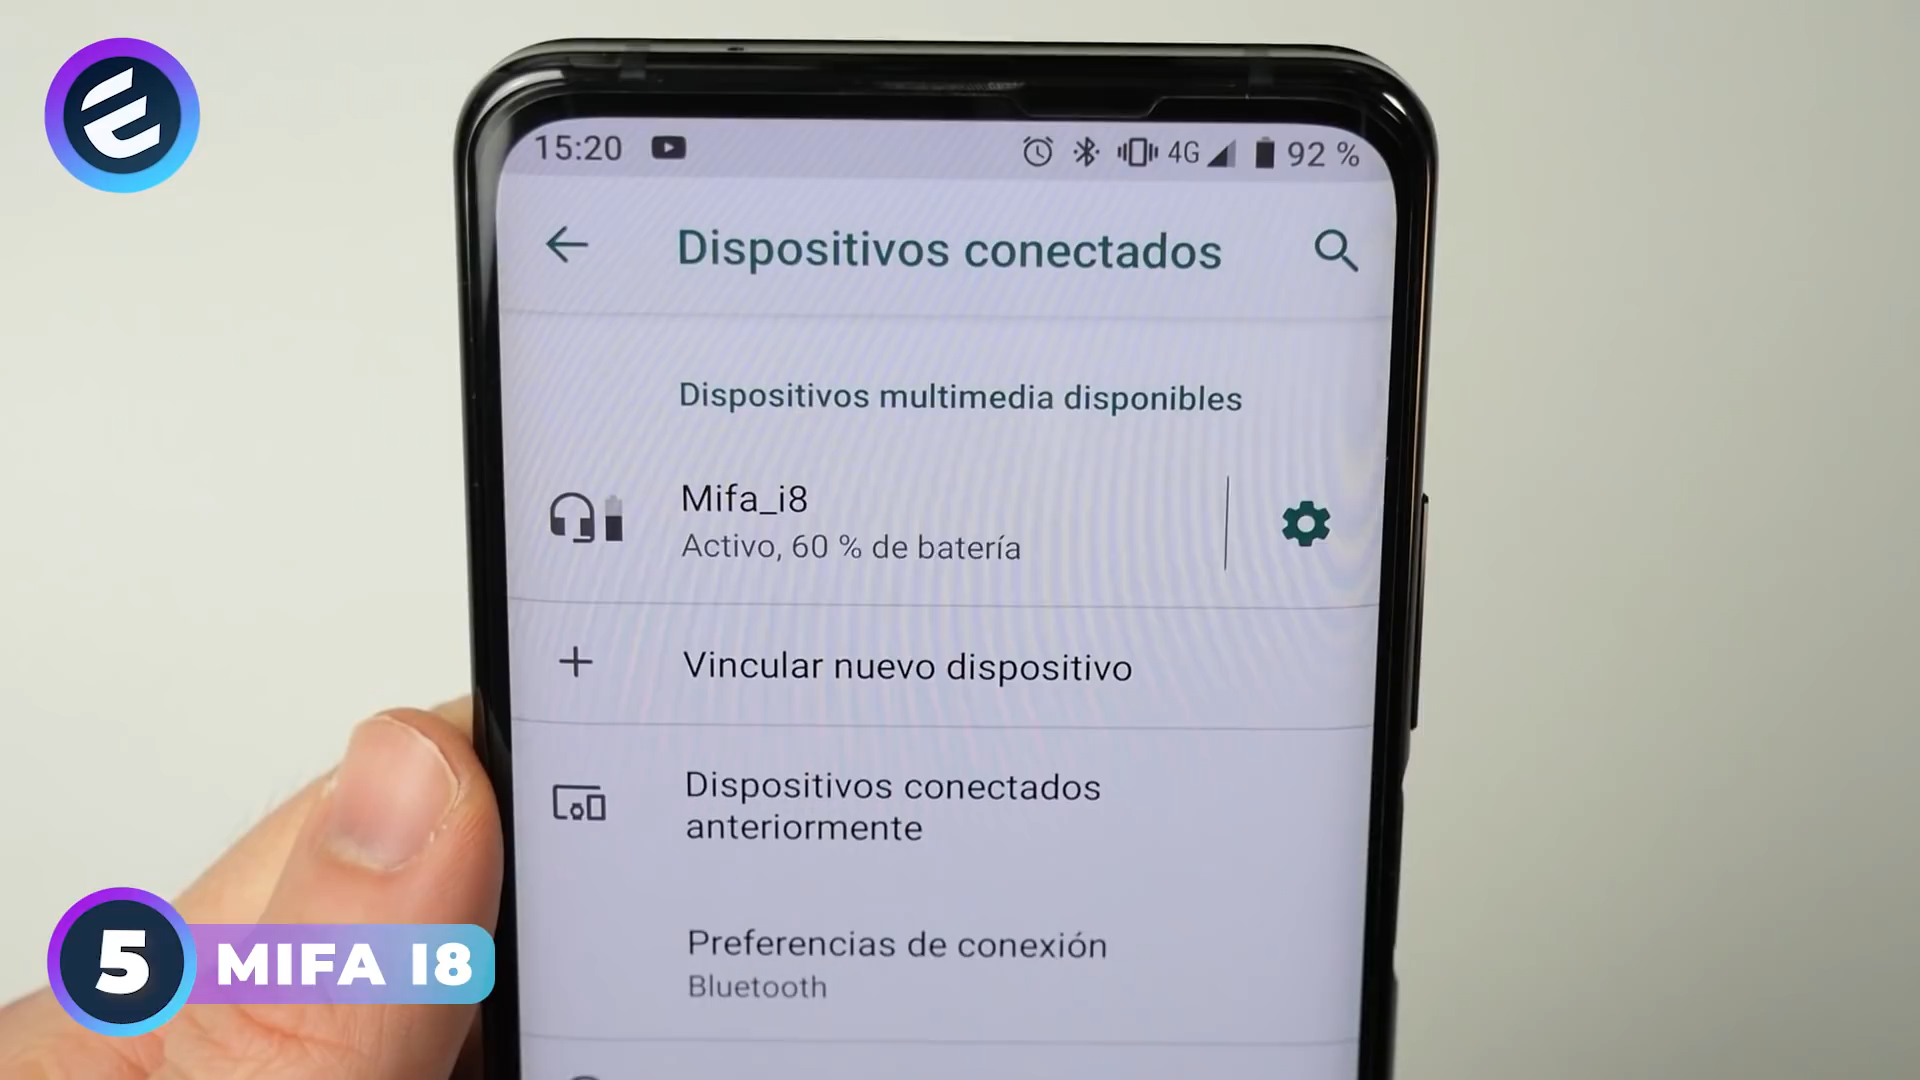 15:20
4G 92 %
Dispositivos conectados
Dispositivos multimedia disponibles
Mifa_i8
Activo, 60 % de batería
Vincular nuevo dispositivo
Dispositivos conectados
anteriormente
Preferencias de conexión
Bluetooth
5 MIFA I8